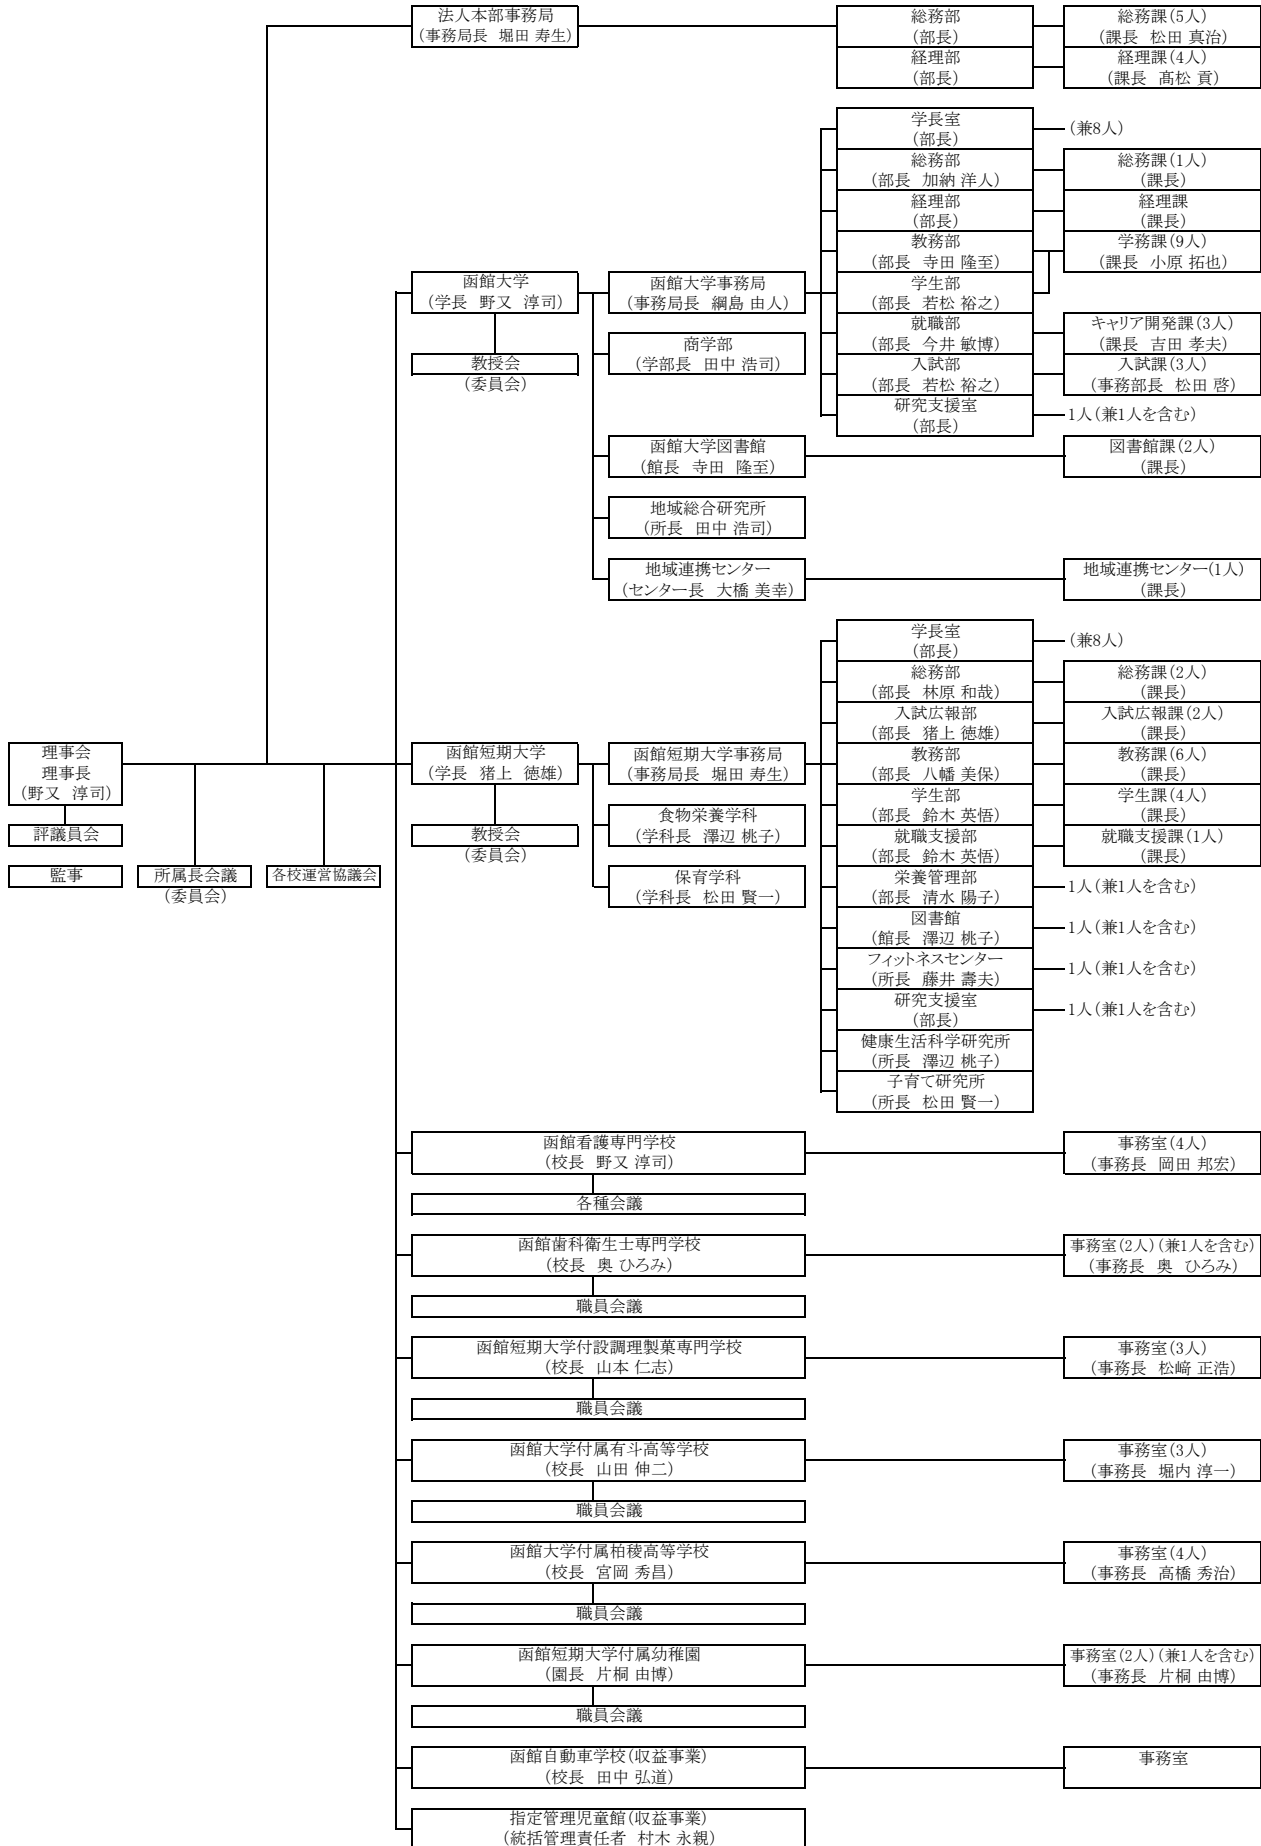 法人本部事務局
(事務局長 堀田 寿生)
総務部
(部長)
総務課(5人)
(課長 松田 真治)
経理部
(部長)
経理課(4人)
(課長 髙松 貢)
函館大学
(学長 野又 淳司)
教授会
(委員会)
函館大学事務局
(事務局長 綱島 由人)
学長室
(部長)
(兼8人)
総務部
(部長 加納 洋人)
総務課(1人)
(課長)
経理部
(部長)
経理課
(課長)
教務部
(部長 寺田 隆至)
学務課(9人)
(課長 小原 拓也)
学生部
(部長 若松 裕之)
就職部
(部長 今井 敏博)
キャリア開発課(3人)
(課長 吉田 孝夫)
入試部
(部長 若松 裕之)
入試課(3人)
(事務部長 松田 啓)
研究支援室
(部長)
1人(兼1人を含む)
商学部
(学部長 田中 浩司)
函館大学図書館
(館長 寺田 隆至)
図書館課(2人)
(課長)
地域総合研究所
(所長 田中 浩司)
地域連携センター
(センター長 大橋 美幸)
地域連携センター(1人)
(課長)
理事会
理事長
(野又 淳司)
評議員会
監事
所属長会議
(委員会)
各校運営協議会
函館短期大学
(学長 猪上 徳雄)
教授会
(委員会)
函館短期大学事務局
(事務局長 堀田 寿生)
食物栄養学科
(学科長 澤辺 桃子)
保育学科
(学科長 松田 賢一)
学長室
(部長)
(兼8人)
総務部
(部長 林原 和哉)
総務課(2人)
(課長)
入試広報部
(部長 猪上 徳雄)
入試広報課(2人)
(課長)
教務部
(部長 八幡 美保)
教務課(6人)
(課長)
学生部
(部長 鈴木 英悟)
学生課(4人)
(課長)
就職支援部
(部長 鈴木 英悟)
就職支援課(1人)
(課長)
栄養管理部
(部長 清水 陽子)
1人(兼1人を含む)
図書館
(館長 澤辺 桃子)
1人(兼1人を含む)
フィットネスセンター
(所長 藤井 壽夫)
1人(兼1人を含む)
研究支援室
(部長)
1人(兼1人を含む)
健康生活科学研究所
(所長 澤辺 桃子)
子育て研究所
(所長 松田 賢一)
函館看護専門学校
(校長 野又 淳司)
事務室(4人)
(事務長 岡田 邦宏)
各種会議
函館歯科衛生士専門学校
(校長 奥 ひろみ)
事務室(2人)(兼1人を含む)
(事務長 奥 ひろみ)
職員会議
函館短期大学付設調理製菓専門学校
(校長 山本 仁志)
事務室(3人)
(事務長 松﨑 正浩)
職員会議
函館大学付属有斗高等学校
(校長 山田 伸二)
事務室(3人)
(事務長 堀内 淳一)
職員会議
函館大学付属柏稜高等学校
(校長 宮岡 秀昌)
事務室(4人)
(事務長 高橋 秀治)
職員会議
函館短期大学付属幼稚園
(園長 片桐 由博)
事務室(2人)(兼1人を含む)
(事務長 片桐 由博)
職員会議
函館自動車学校(収益事業)
(校長 田中 弘道)
事務室
指定管理児童館(収益事業)
(統括管理責任者 村木 永親)